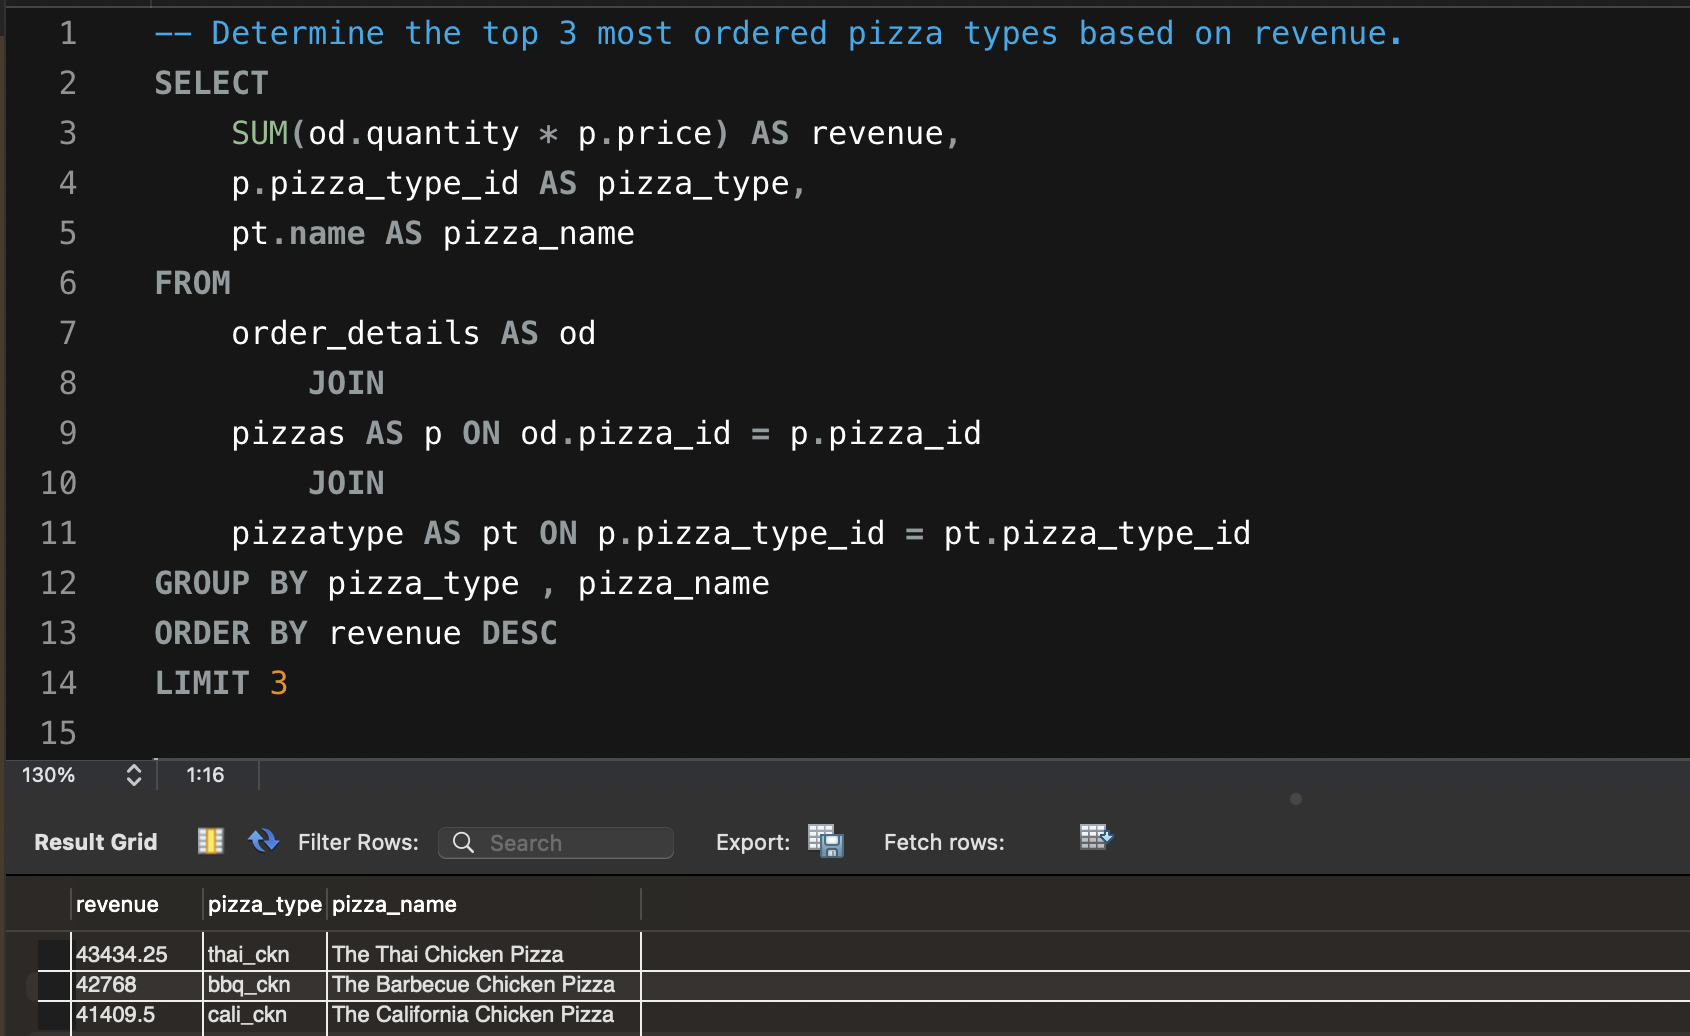 1 -- Determine the top 3 most ordered pizza types based on revenue.
2 SELECT
3 SUM(od.quantity * p.price) AS revenue,
4 p.pizza_type_id AS pizza_type,
5 pt.name AS pizza_name
6 FROM
7 order_details AS od
8 JOIN
9 pizzas AS p ON od.pizza_id = p.pizza_id
10 JOIN
11 pizzatype AS pt ON p.pizza_type_id = pt.pizza_type_id
12 GROUP BY pizza_type , pizza_name
13 ORDER BY revenue DESC
14 LIMIT 3
15
130% 1:16
Result Grid Filter Rows: Search Export: Fetch rows:
revenue pizza_type pizza_name
43434.25 thai_ckn The Thai Chicken Pizza
42768 bbq_ckn The Barbecue Chicken Pizza
41409.5 cali_ckn The California Chicken Pizza